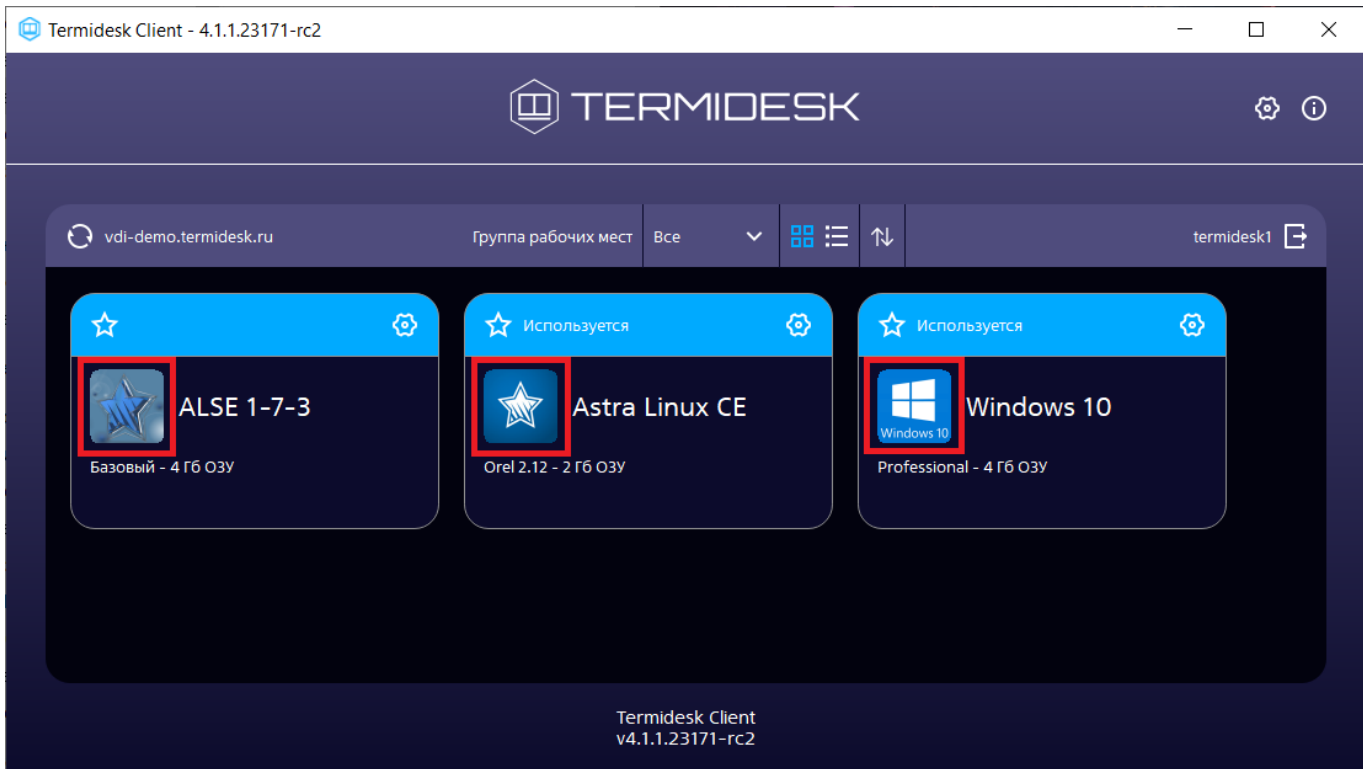 Termidesk Client - 4.1.1.23171-rc2
TERMIDESK
vdi-demo.termidesk.ru Группа рабочих мест Все termidesk1
Используется Используется
ALSE 1-7-3 Astra Linux CE Windows 10 Windows 10
Базовый - 4 Гб ОЗУ Orel 2.12 - 2 Гб ОЗУ Professional - 4 Гб ОЗУ
Termidesk Client
v4.1.1.23171-rc2